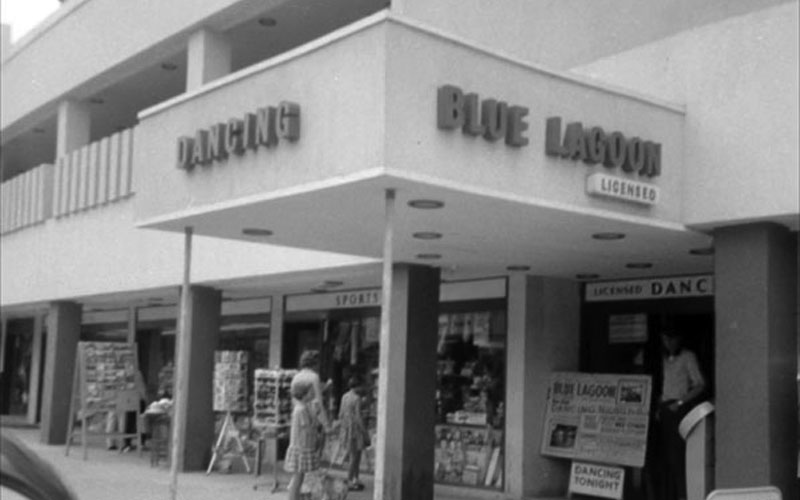 DANCING
BLUE LAGOON
LICENSED
SPORTS
LICENSED DANC
BLUE LAGOON
DANCING TONIGHT